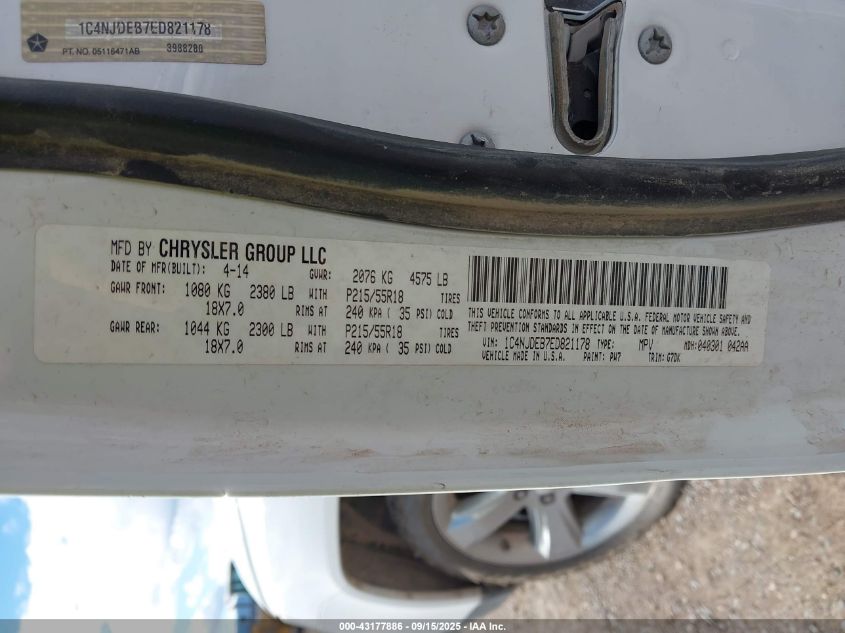 1C4NJDEB7ED821178
PT. NO. 05116471AB 3988280
MFD BY CHRYSLER GROUP LLC
DATE OF MFR(BUILT): 4-14 GVWR: 2076 KG 4575 LB
GAWR FRONT: 1080 KG 2380 LB WITH P215/55R18 TIRES
18X7.0 RIMS AT 240 KPA ( 35 PSI) COLD
GAWR REAR: 1044 KG 2300 LB WITH P215/55R18 TIRES
18X7.0 RIMS AT 240 KPA ( 35 PSI) COLD
THIS VEHICLE CONFORMS TO ALL APPLICABLE U.S.A. FEDERAL MOTOR VEHICLE SAFETY AND
THEFT PREVENTION STANDARDS IN EFFECT ON THE DATE OF MANUFACTURE SHOWN ABOVE.
VIN: 1C4NJDEB7ED821178 TYPE: MPV MDH:040301 042AA
VEHICLE MADE IN U.S.A. PAINT: PW7 TRIM: G7DK
000-43177886 - 09/15/2025 - IAA, Inc.